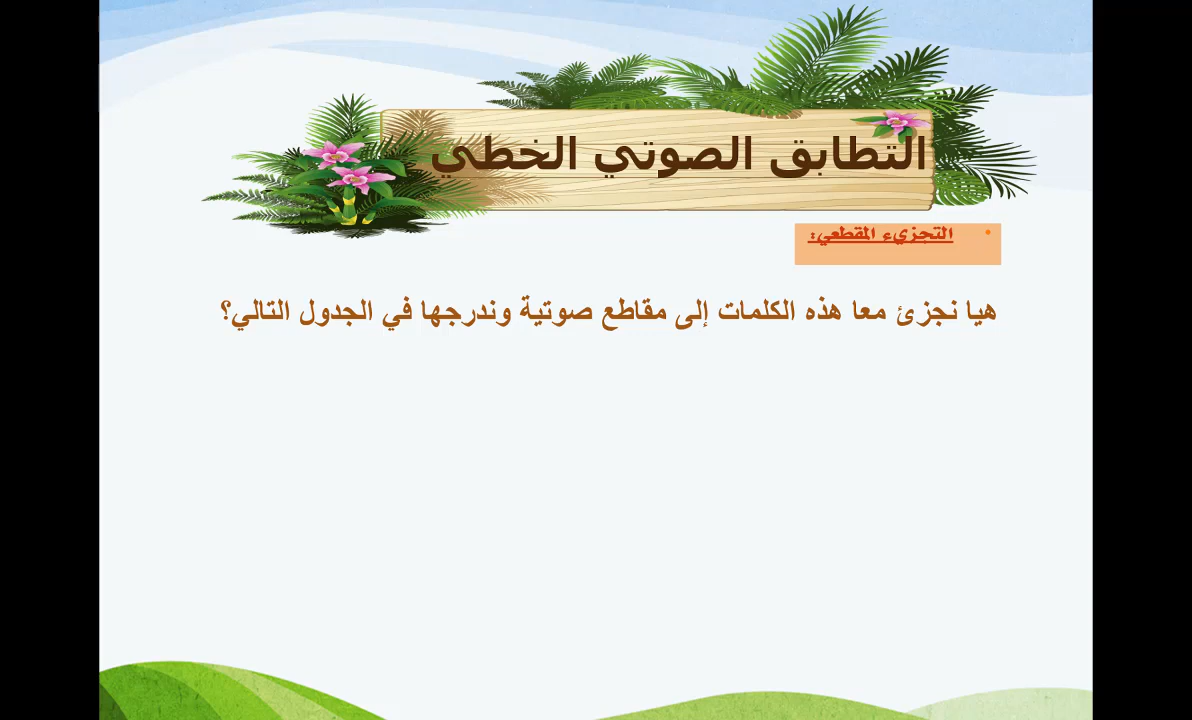 التطابق الصوتي الخطي
• التجزيء المقطعي:
هيا نجزئ معا هذه الكلمات إلى مقاطع صوتية وندرجها في الجدول التالي؟